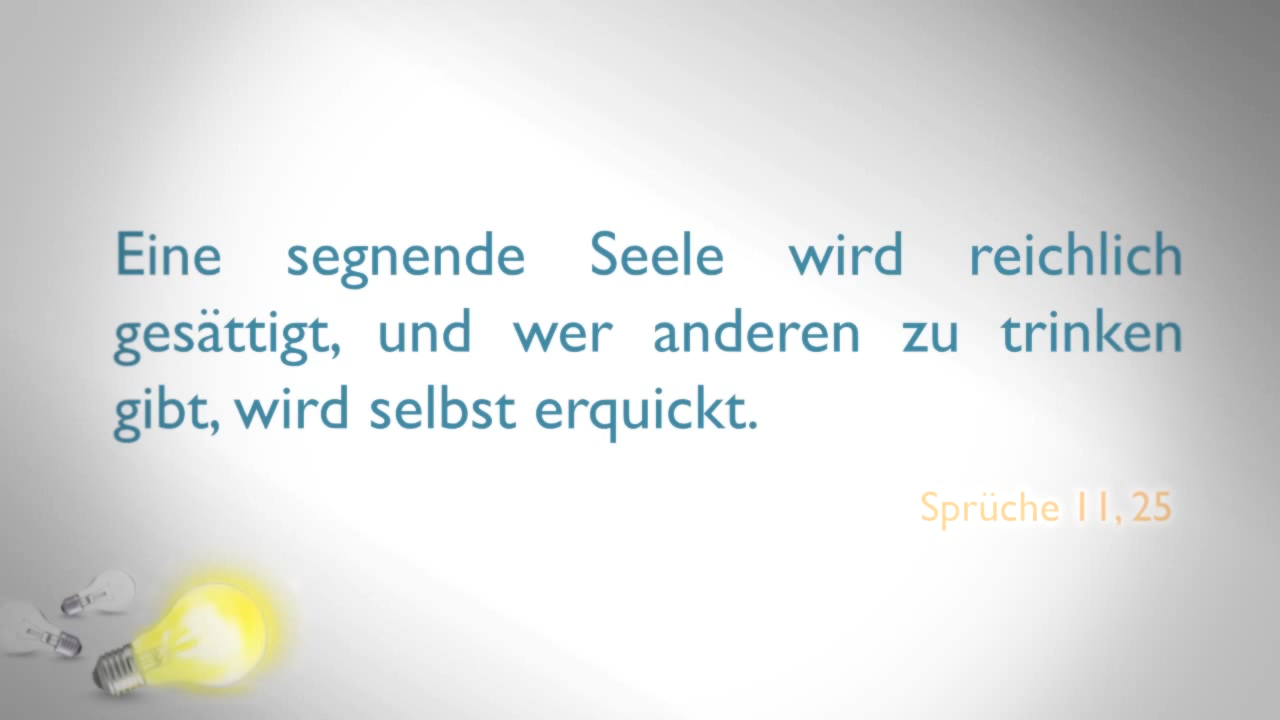 Eine segnende Seele wird reichlich
gesättigt, und wer anderen zu trinken
gibt, wird selbst erquickt.
Sprüche 11, 25